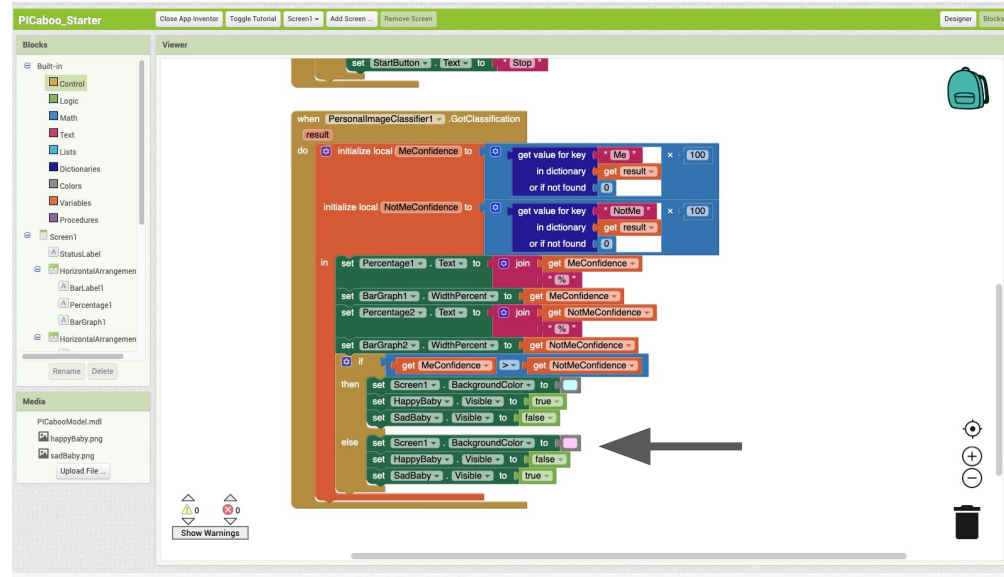 PICaboo_Starter Close App Inventor Toggle Tutorial Screen1 Add Screen ... Remove Screen Designer Blocks
Blocks
Built-in
Control
Logic
Math
Text
Lists
Dictionaries
Colors
Variables
Procedures
Screen1
StatusLabel
HorizontalArrangemen
BarLabel1
Percentage1
BarGraph1
HorizontalArrangemen
Rename Delete
Media
PICabooModel.mdl
happyBaby.png
sadBaby.png
Upload File ...
Viewer
set StartButton . Text to " Stop "
when PersonalImageClassifier1 .GotClassification
result
do initialize local MeConfidence to get value for key " Me " × 100
in dictionary get result
or if not found 0
initialize local NotMeConfidence to get value for key " NotMe " × 100
in dictionary get result
or if not found 0
in set Percentage1 . Text to join get MeConfidence
" % "
set BarGraph1 . WidthPercent to get MeConfidence
set Percentage2 . Text to join get NotMeConfidence
" % "
set BarGraph2 . WidthPercent to get NotMeConfidence
if get MeConfidence > get NotMeConfidence
then set Screen1 . BackgroundColor to
set HappyBaby . Visible to true
set SadBaby . Visible to false
else set Screen1 . BackgroundColor to
set HappyBaby . Visible to false
set SadBaby . Visible to true
0 0
Show Warnings